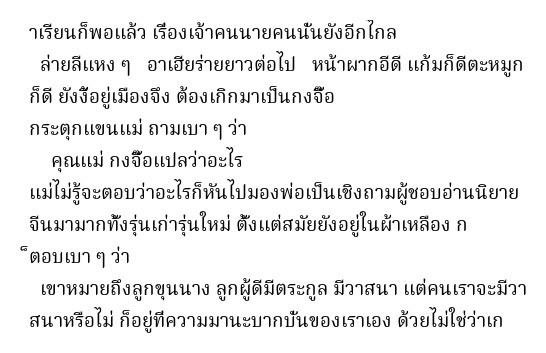 าเรียนก็พอแล้ว เรื่องเจ้าคนนายคนนั้นยังอีกไกล
ล่ายลีแหง ๆ อาเฮียร่ายยาวต่อไป หน้าผากอีดี แก้มก็ดีตะหมูก
ก็ดี ยังงี้อยู่เมืองจึง ต้องเกิกมาเป็นกงจื๊อ
กระตุกแขนแม่ ถามเบา ๆ ว่า
คุณแม่ กงจื๊อแปลว่าอะไร
แม่ไม่รู้จะตอบว่าอะไรก็หันไปมองพ่อเป็นเชิงถามผู้ชอบอ่านนิยาย
จีนมามากทั้งรุ่นเก่ารุ่นใหม่ ตั้งแต่สมัยยังอยู่ในผ้าเหลือง ก
็ตอบเบา ๆ ว่า
เขาหมายถึงลูกขุนนาง ลูกผู้ดีมีตระกูล มีวาสนา แต่คนเราจะมีวา
สนาหรือไม่ ก็อยู่ที่ความมานะบากบั่นของเราเอง ด้วยไม่ใช่ว่าเก